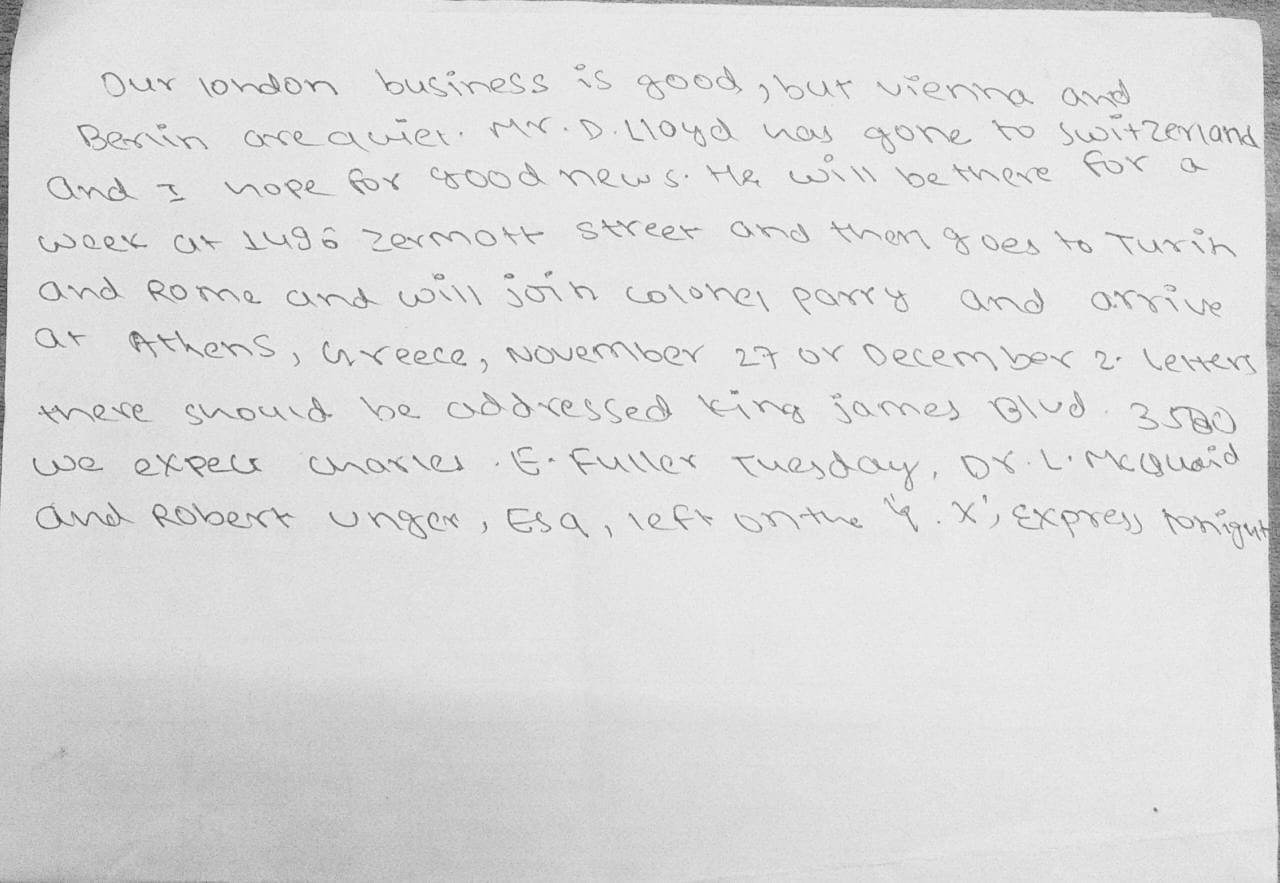 Our london business is good, but vienna and
Berlin are quiet. Mr. D. Lloyd has gone to switzerland
and I hope for good news. He will be there for a
week at 1496 zermott street and then goes to Turin
and Rome and will join colonel parry and arrive
at Athens, Greece, November 27 or December 2. letters
there should be addressed king james Blvd. 3580
we expect charles. E. Fuller Tuesday, Dr. L. McQuaid
and Robert unger, Esq, left on the "Y. X", Express tonight